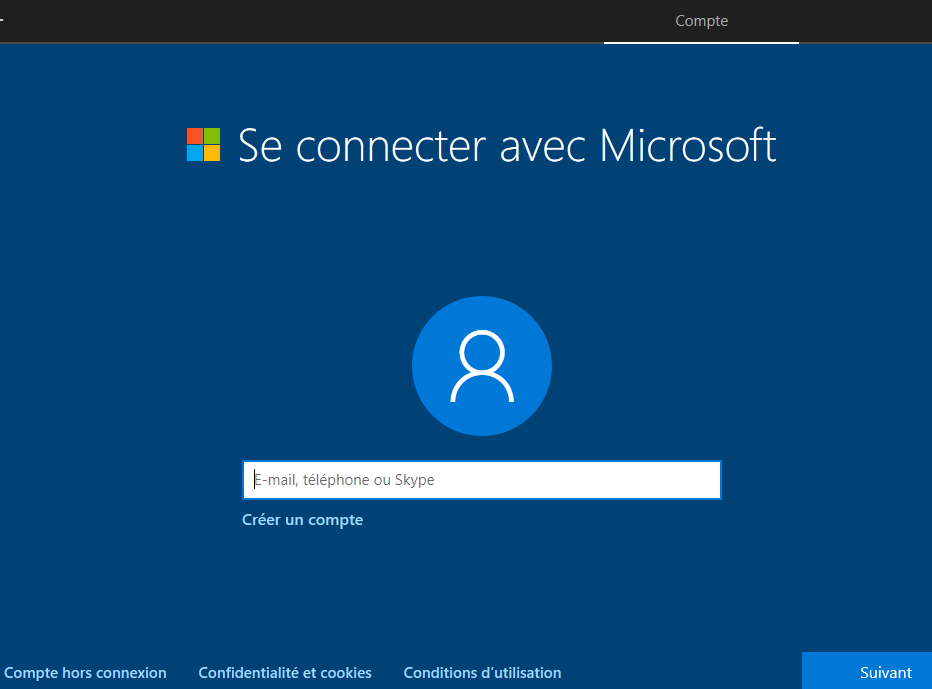 Compte
Se connecter avec Microsoft
E-mail, téléphone ou Skype
Créer un compte
Compte hors connexion
Confidentialité et cookies
Conditions d’utilisation
Suivant